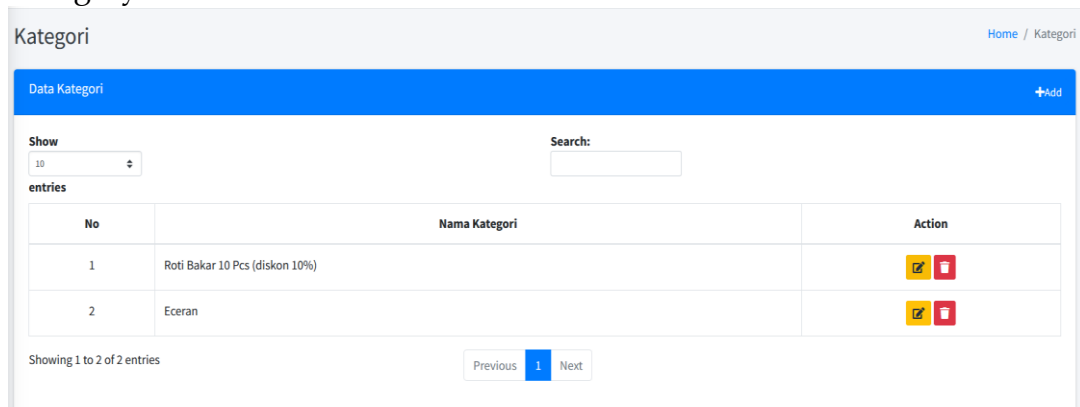 Kategori
Home / Kategori
Data Kategori
+Add
Show
Search:
10
entries
No Nama Kategori Action
1 Roti Bakar 10 Pcs (diskon 10%)
2 Eceran
Showing 1 to 2 of 2 entries
Previous 1 Next